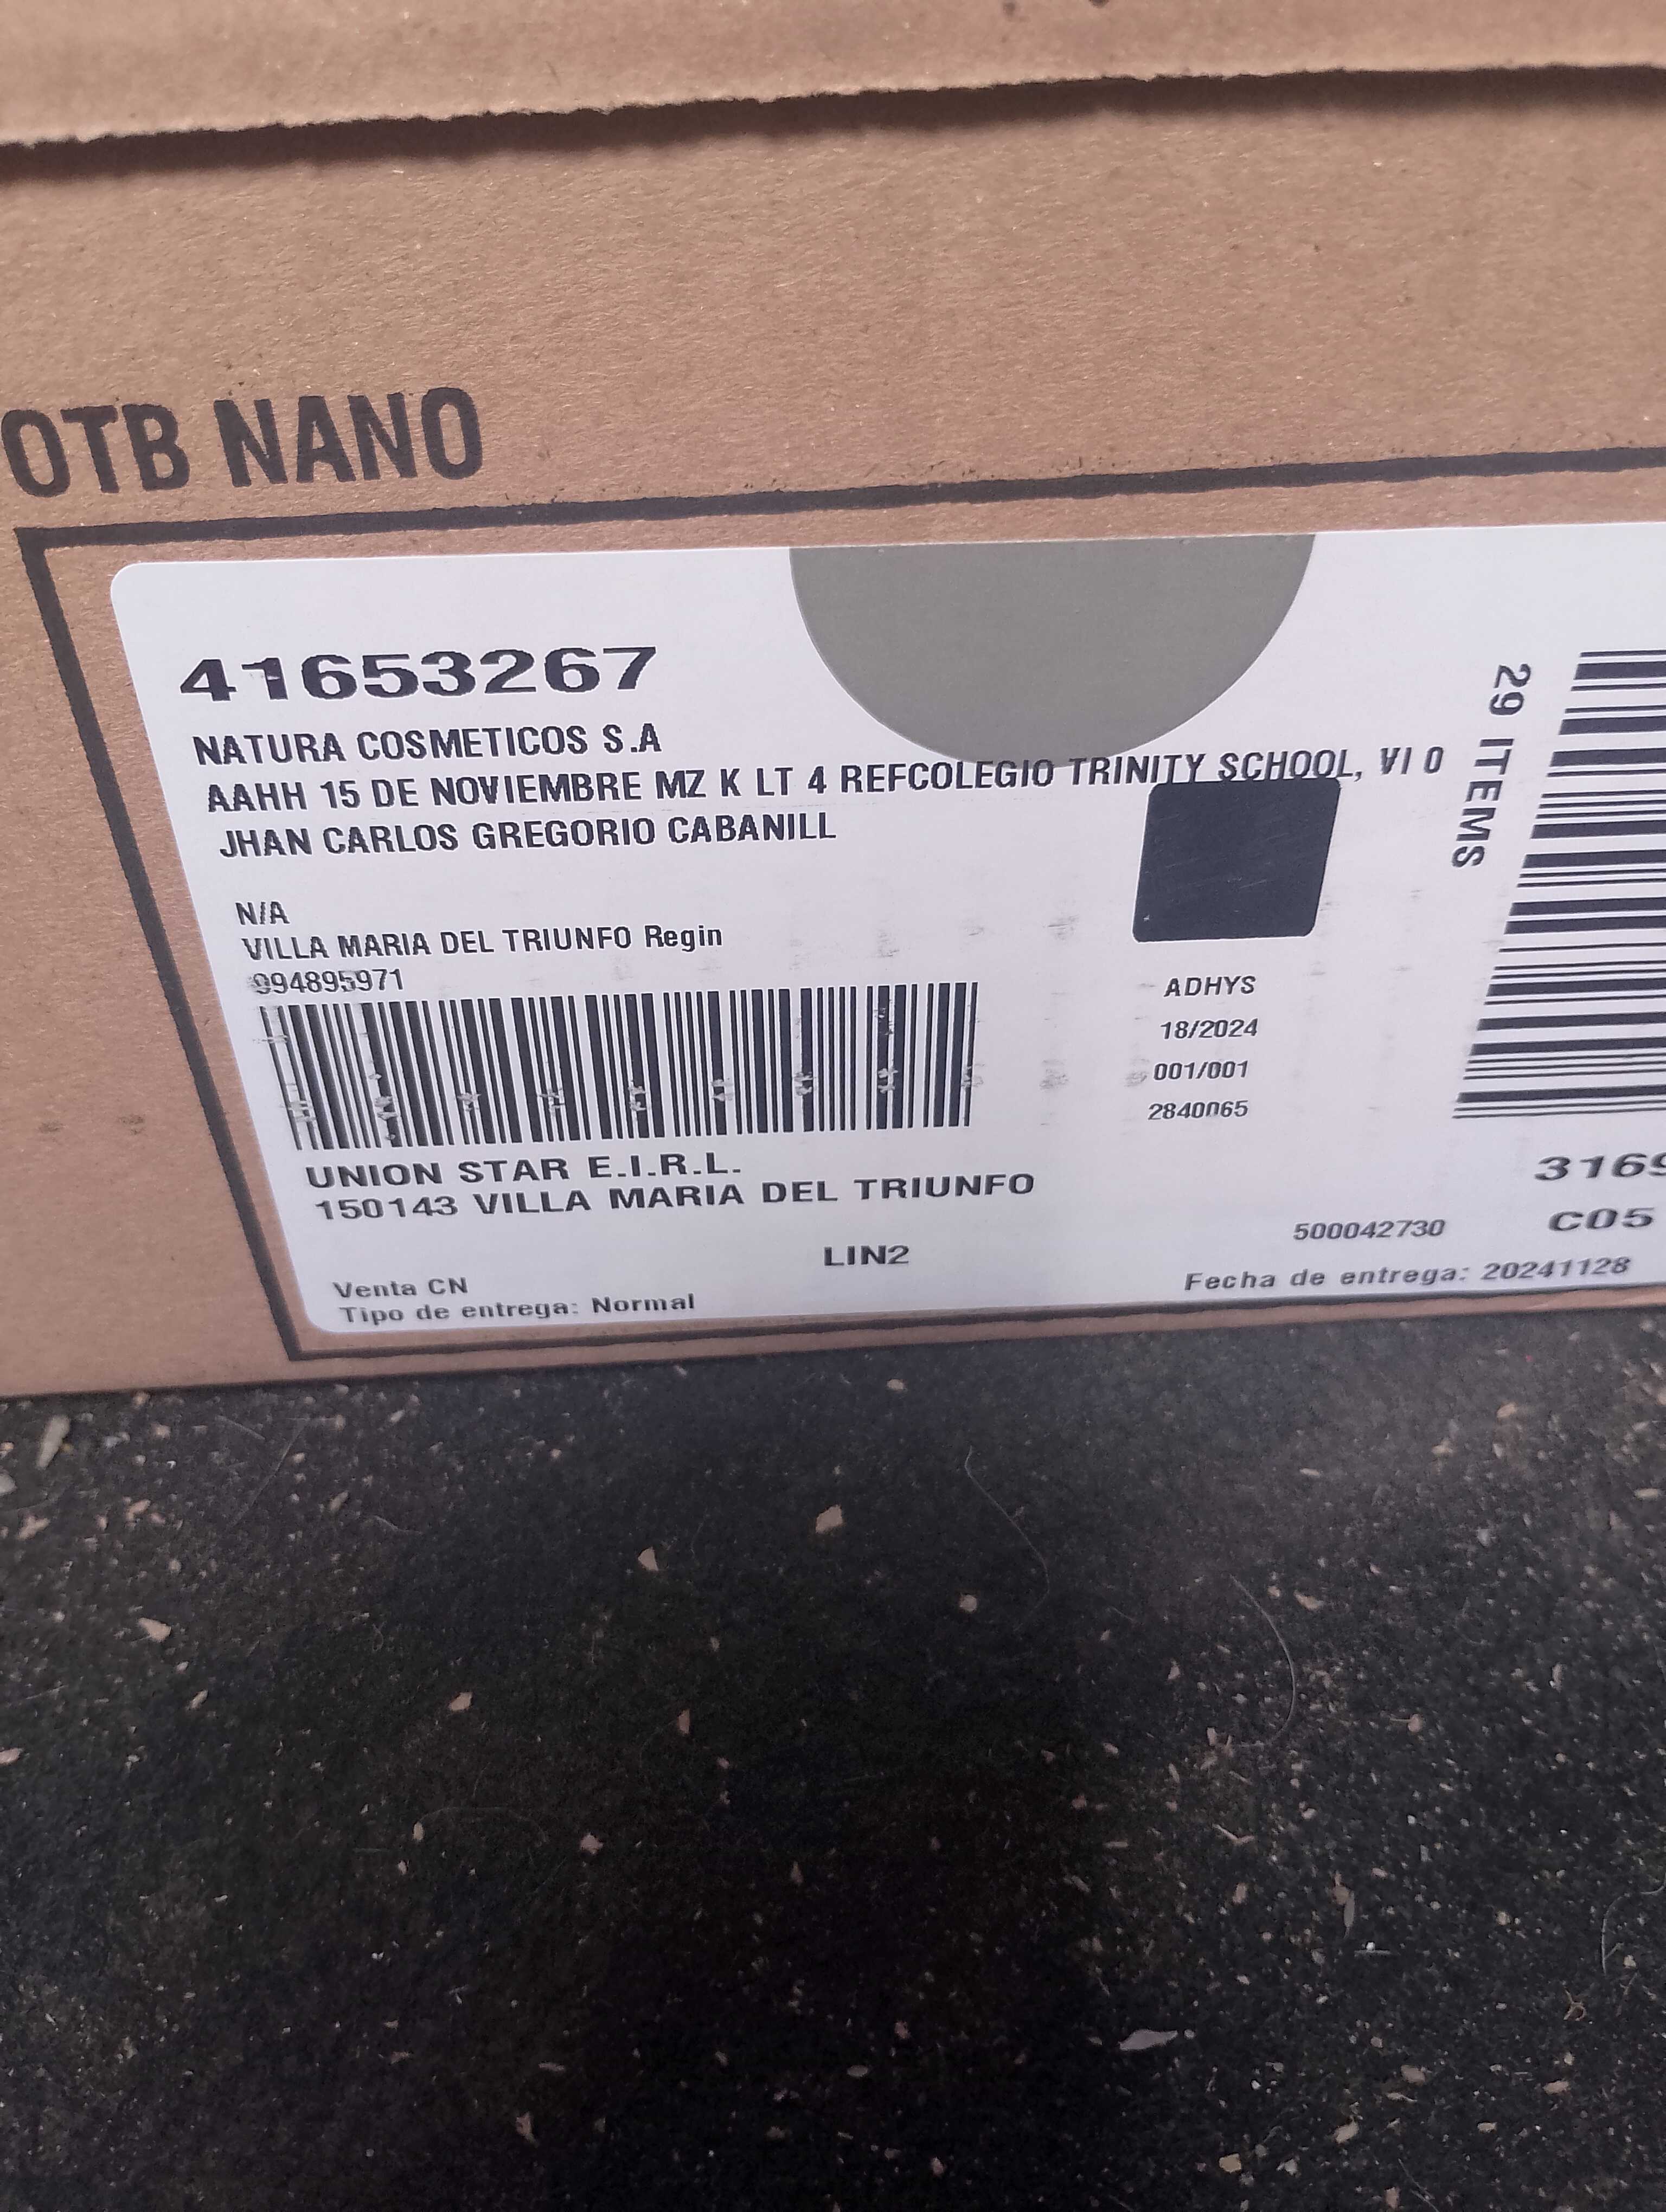 OTB NANO
41653267
NATURA COSMETICOS S.A
AAHH 15 DE NOVIEMBRE MZ K LT 4 REFCOLEGIO TRINITY SCHOOL, VI 0
JHAN CARLOS GREGORIO CABANILL
N/A
VILLA MARIA DEL TRIUNFO Regin
994895971
29 ITEMS
ADHYS
18/2024
001/001
2840065
UNION STAR E.I.R.L.
150143 VILLA MARIA DEL TRIUNFO
LIN2
Venta CN
Tipo de entrega: Normal
500042730
C05
Fecha de entrega: 20241128